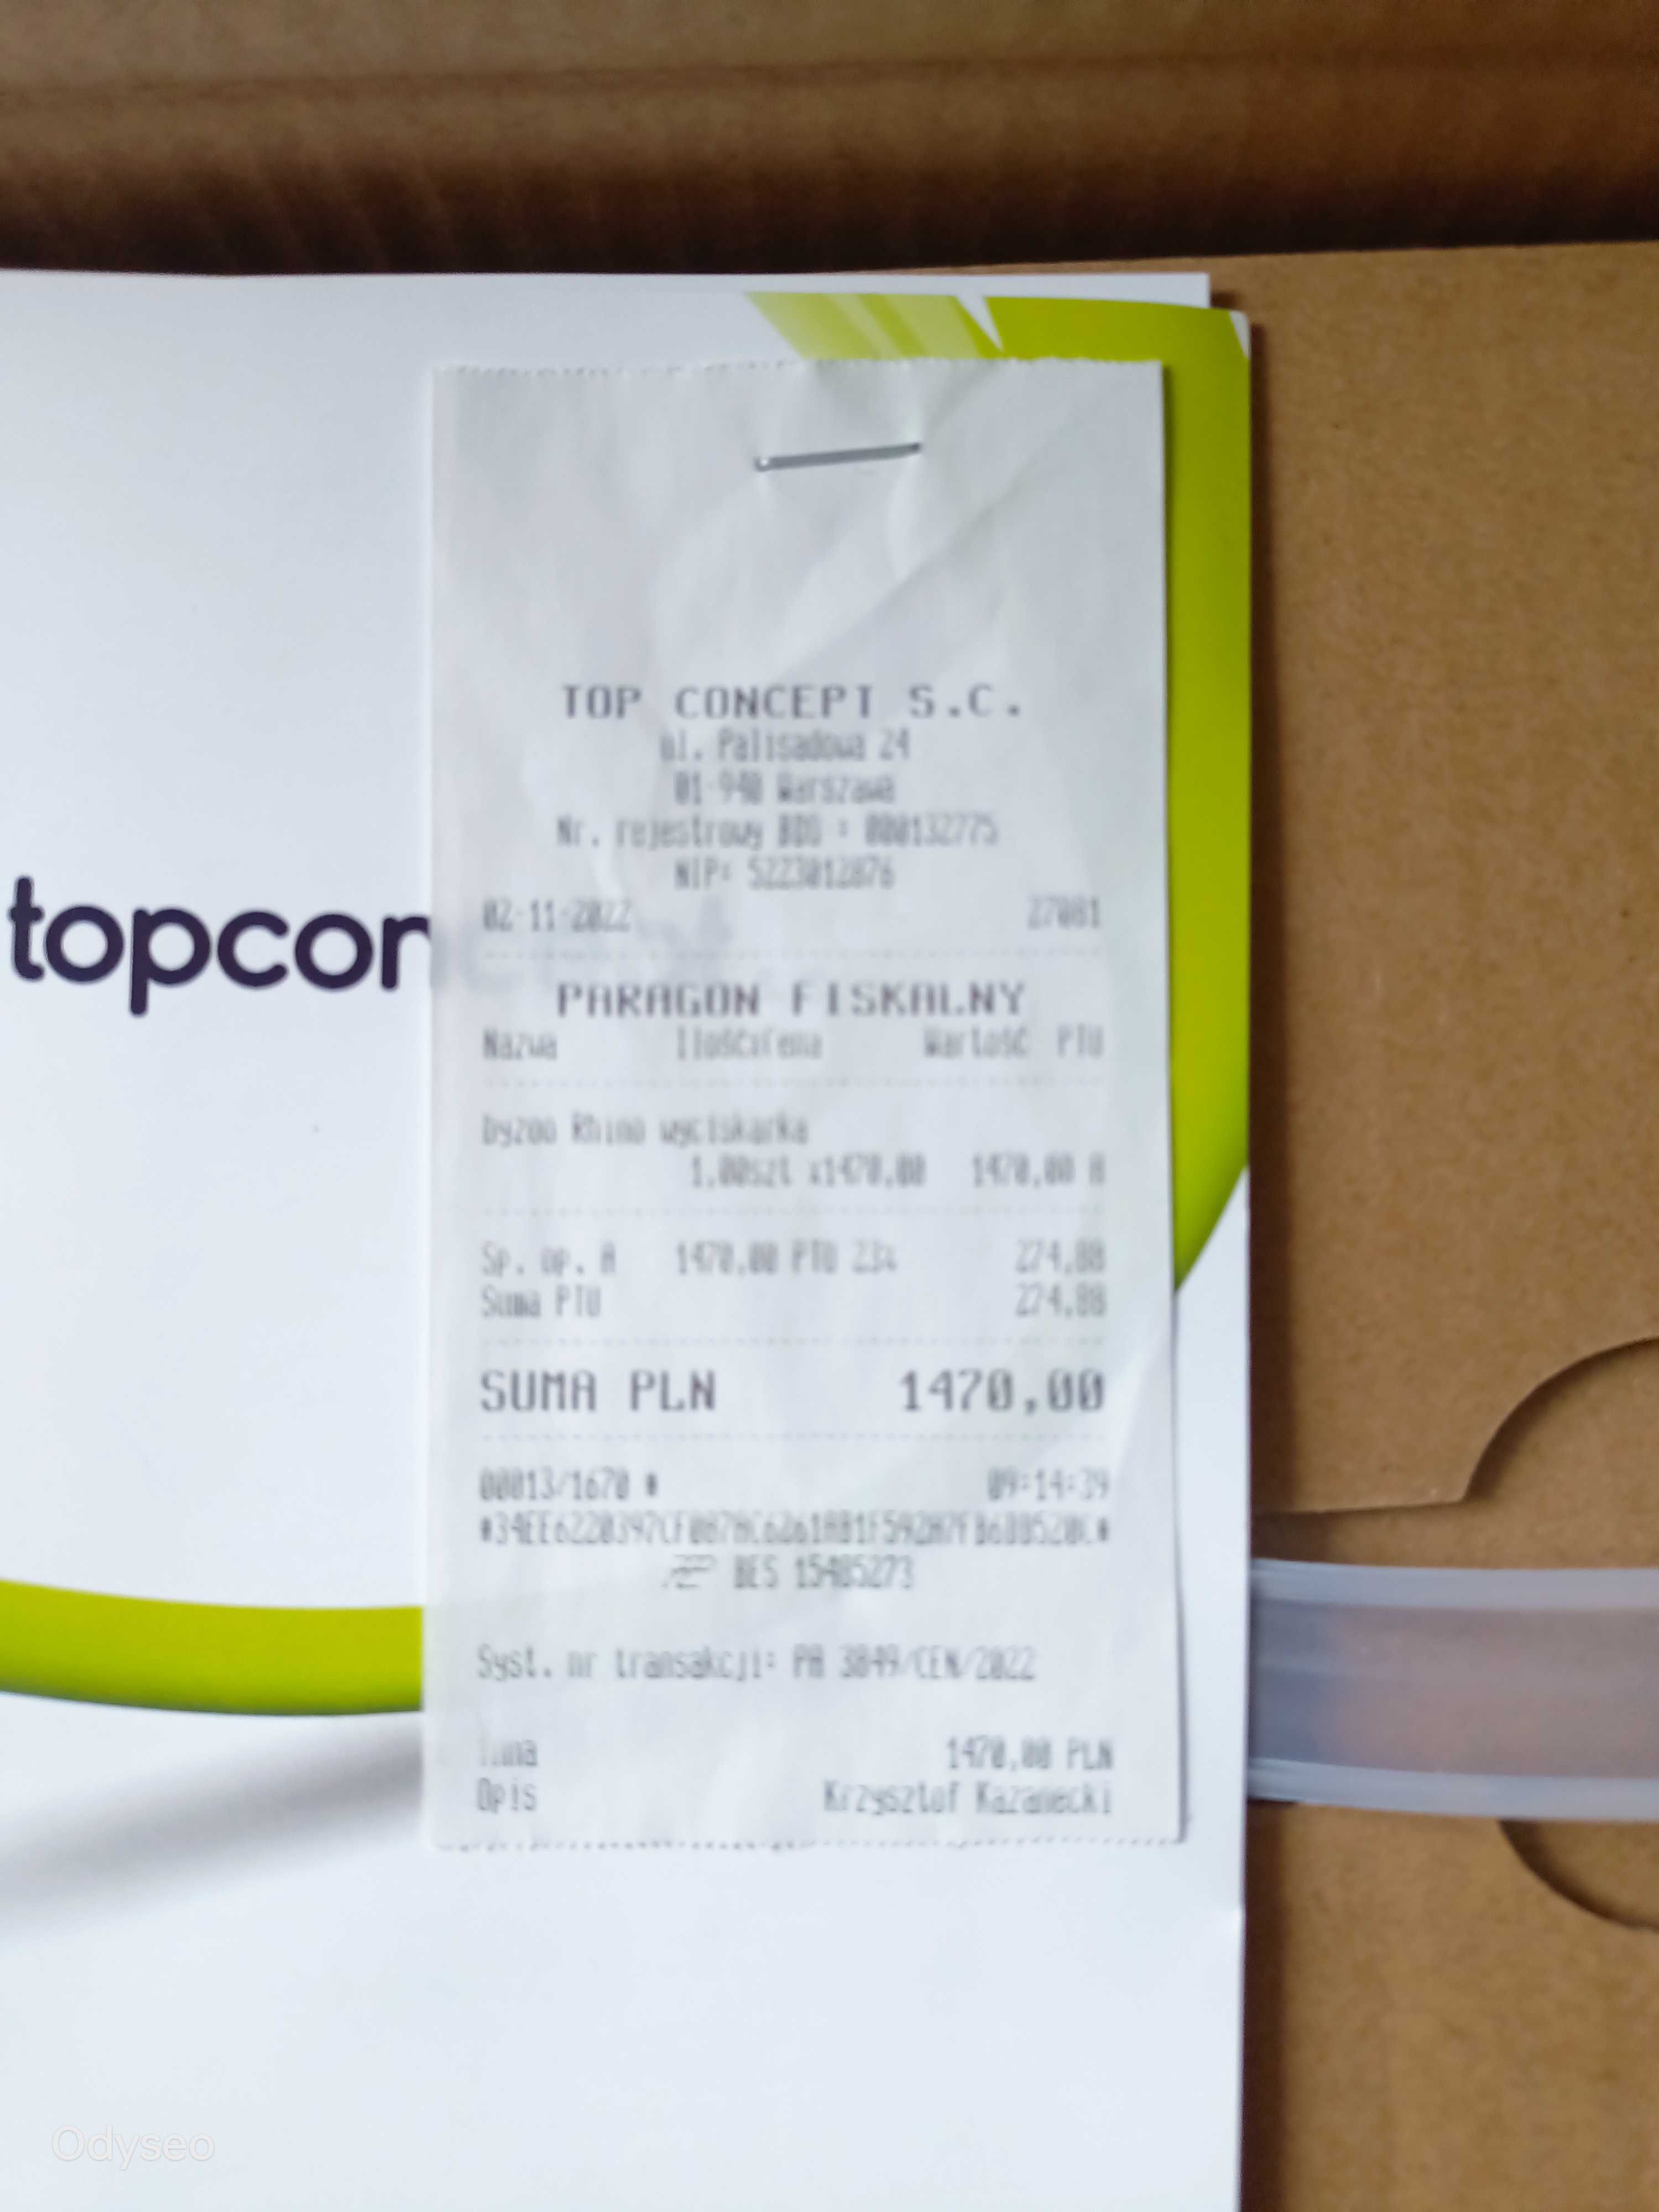 TOP CONCEPT S.C.
ul. Palisadowa 24
01-940 Warszawa
Nr. rejestrowy BDO : 000132775
NIP: 5223012876
02-11-2022 27081
topcon
PARAGON FISKALNY
Nazwa IlośćxCena Wartość PTU
Dyzoo Rhino wyciskarka
1,00szt x1470,00 1470,00 A
Sp. op. A 1470,00 PTU 23% 274,88
Suma PTU 274,88
SUMA PLN 1470,00
00013/1670 09:14:39
BES 15485273
Syst. nr transakcji: PA 3849/CEN/2022
1470,00 PLN
Opis Krzysztof Kazanecki
Odyseo